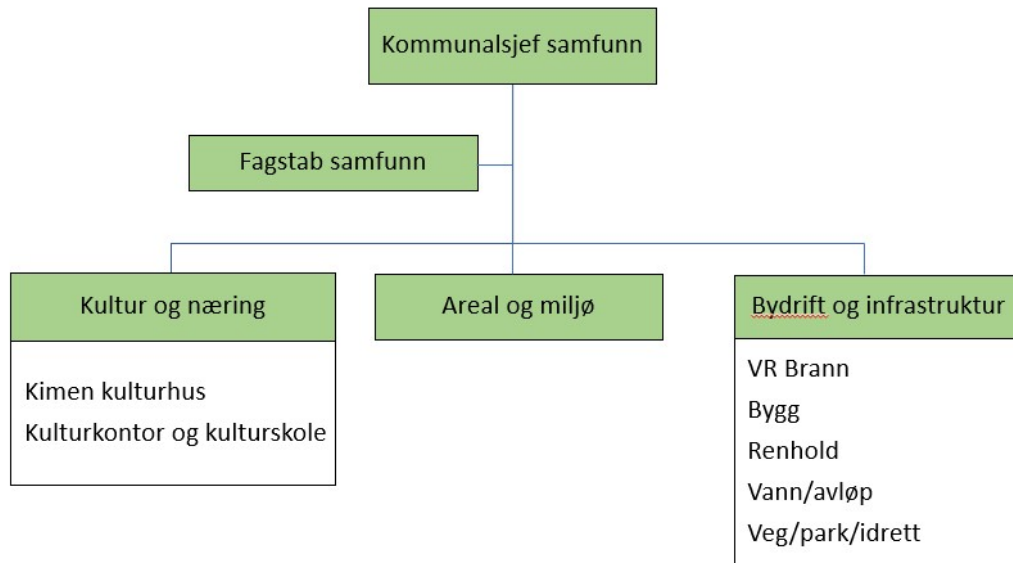 Kommunalsjef samfunn
Fagstab samfunn
Kultur og næring
Kimen kulturhus
Kulturkontor og kulturskole
Areal og miljø
Bydrift og infrastruktur
VR Brann
Bygg
Renhold
Vann/avløp
Veg/park/idrett